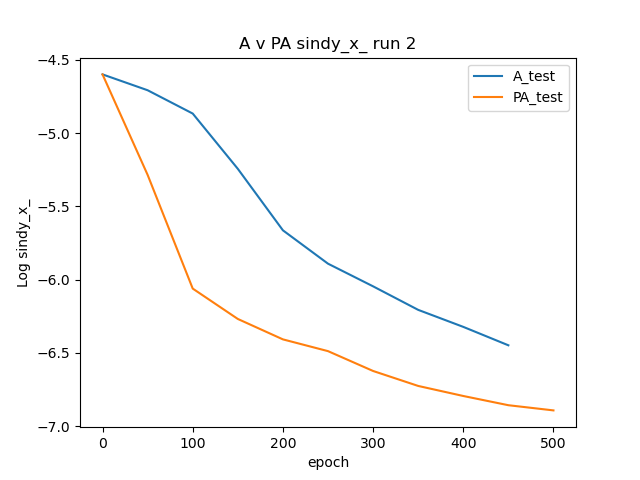 A v PA sindy_x_ run 2
A_test
PA_test
Log sindy_x_
−4.5
−5.0
−5.5
−6.0
−6.5
−7.0
0 100 200 300 400 500
epoch